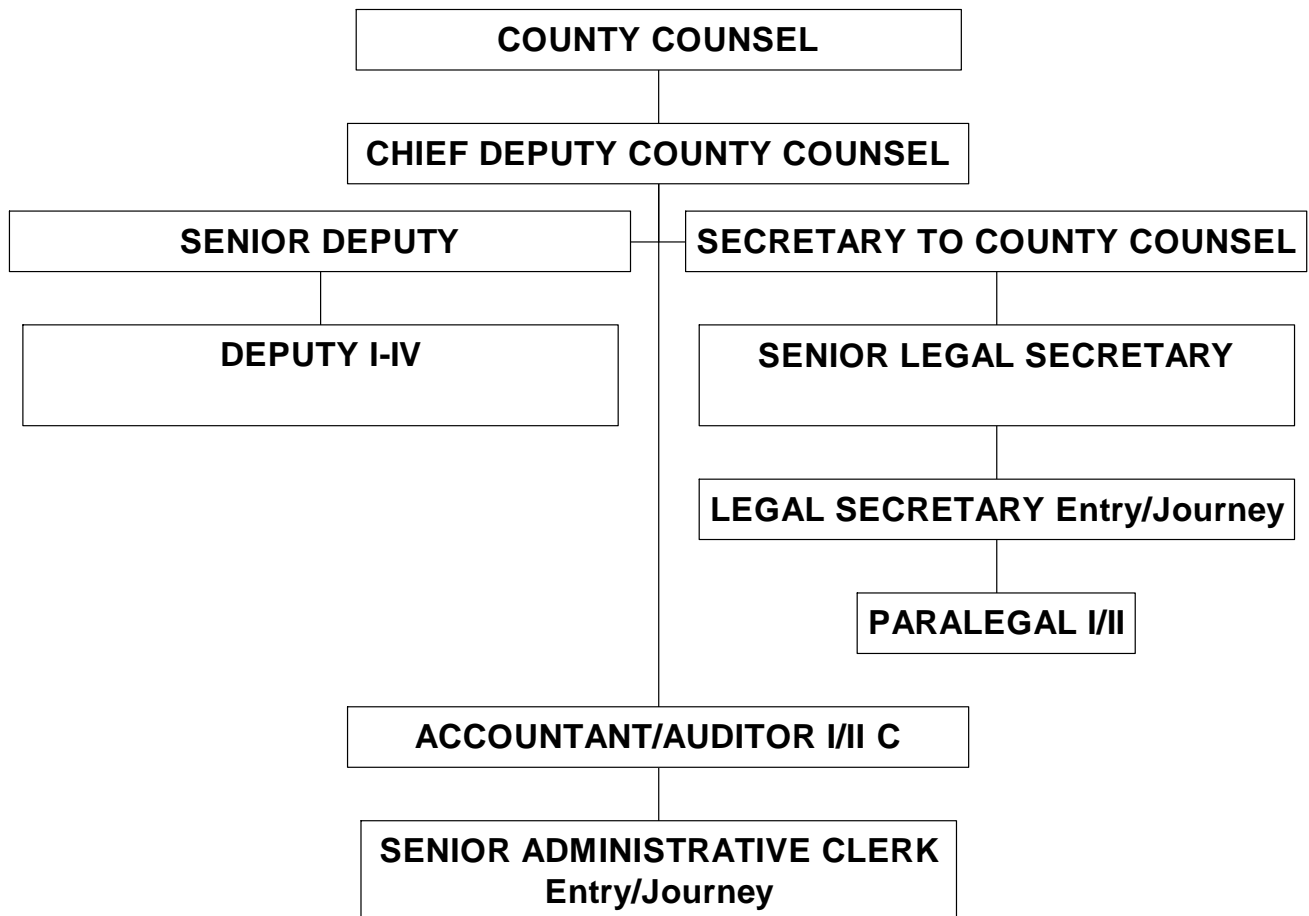 COUNTY COUNSEL
CHIEF DEPUTY COUNTY COUNSEL
SENIOR DEPUTY
SECRETARY TO COUNTY COUNSEL
DEPUTY I-IV
SENIOR LEGAL SECRETARY
LEGAL SECRETARY Entry/Journey
PARALEGAL I/II
ACCOUNTANT/AUDITOR I/II C
SENIOR ADMINISTRATIVE CLERK
Entry/Journey